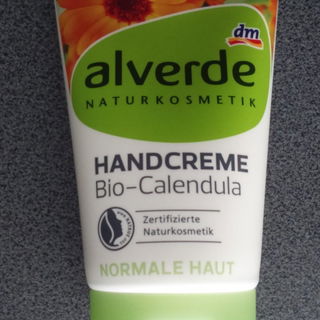 dm
alverde
NATURKOSMETIK
HANDCREME
Bio-Calendula
Zertifizierte
Naturkosmetik
NORMALE HAUT